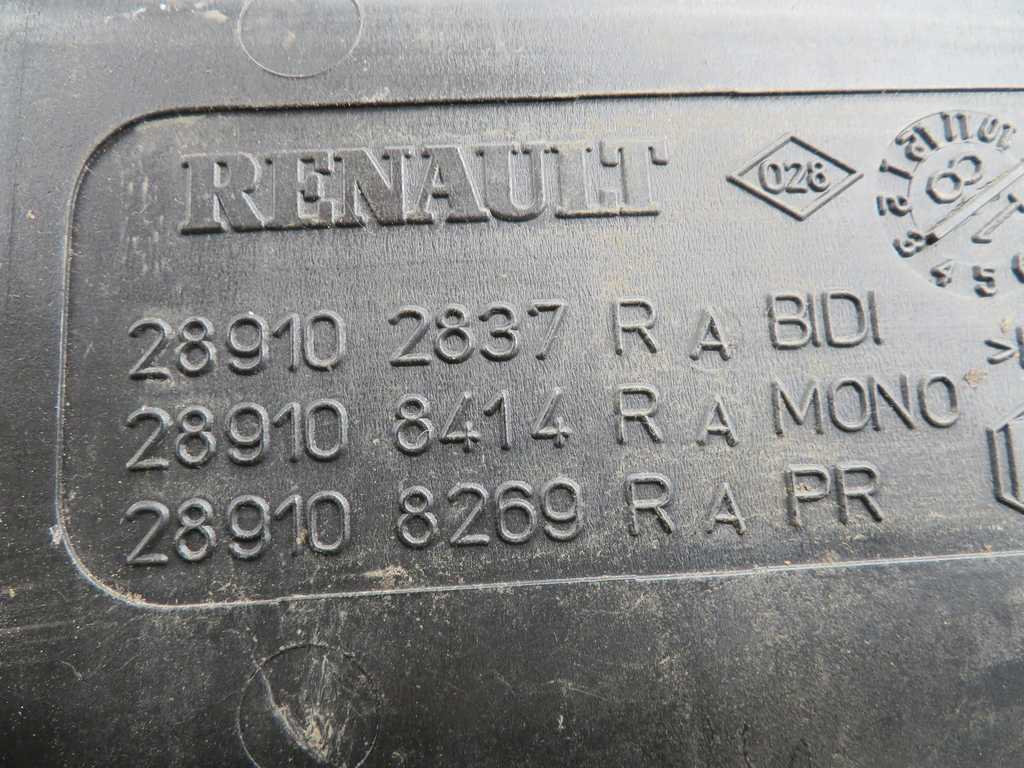 RENAULT
028
28910 2837 R A BIDI
28910 8414 R A MONO
28910 8269 R A PR